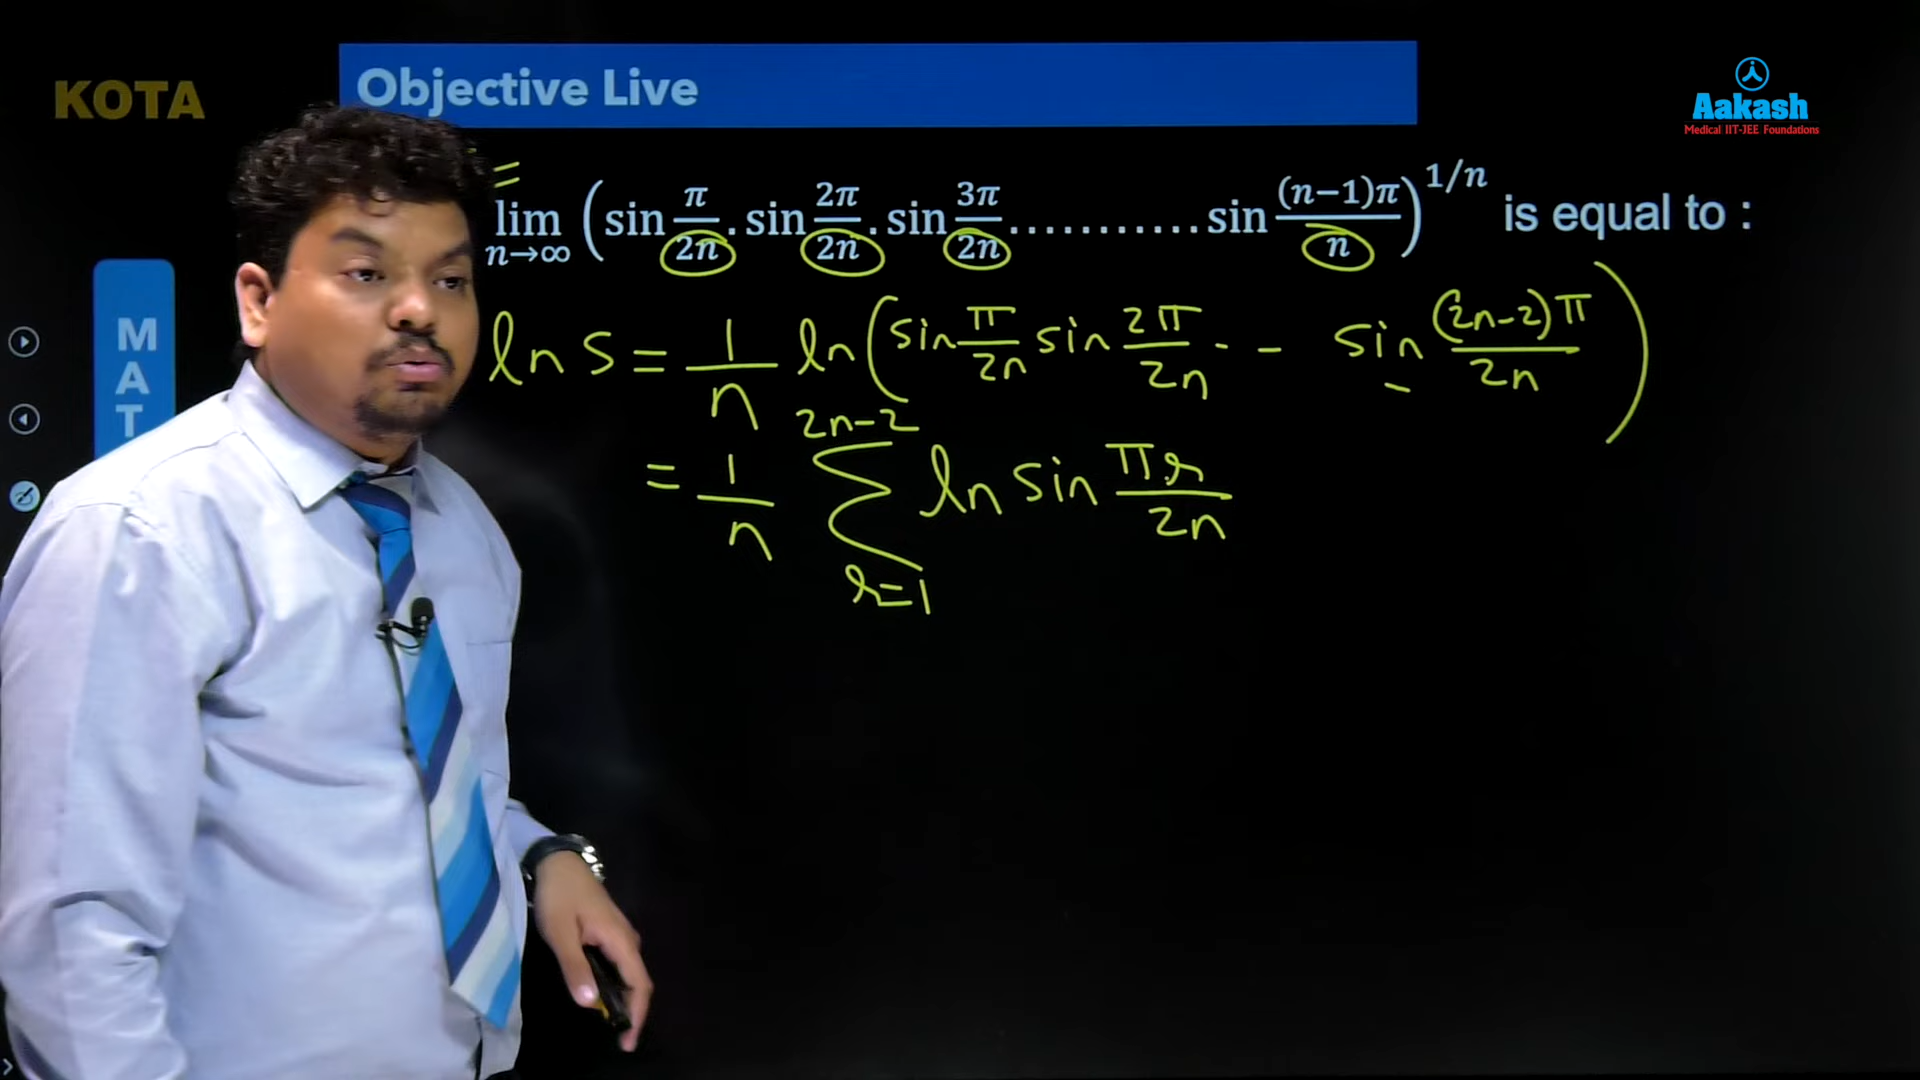 KOTA
Objective Live
Aakash
Medical IIT-JEE Foundations
=
lim n→∞ (sin π/2n . sin 2π/2n . sin 3π/2n ............ sin (n−1)π/n)^1/n is equal to :
ln S = 1/n ln(sin π/2n sin 2π/2n - - sin (2n-2)π/2n)
= 1/n ∑ r=1 2n-2 ln sin πr/2n
MAT